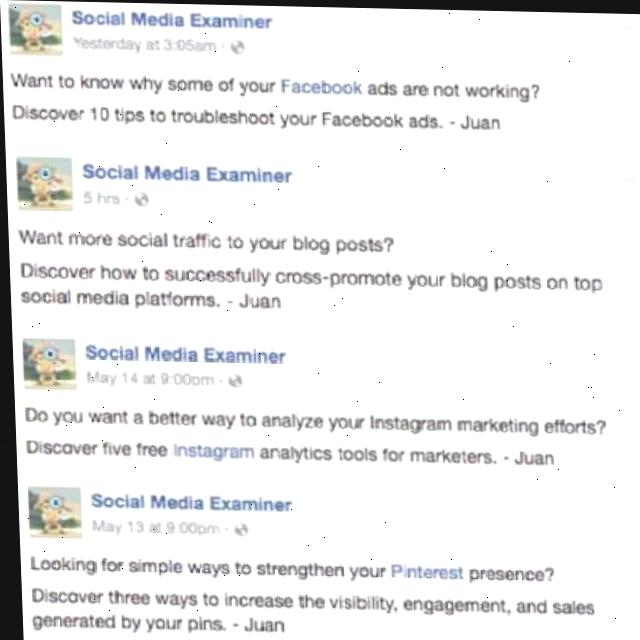 Social Media Examiner
Yesterday at 3:05am ·
Want to know why some of your Facebook ads are not working?
Discover 10 tips to troubleshoot your Facebook ads. - Juan
Social Media Examiner
5 hrs ·
Want more social traffic to your blog posts?
Discover how to successfully cross-promote your blog posts on top
social media platforms. - Juan
Social Media Examiner
May 14 at 9:00pm ·
Do you want a better way to analyze your Instagram marketing efforts?
Discover five free Instagram analytics tools for marketers. - Juan
Social Media Examiner
May 13 at 9:00pm ·
Looking for simple ways to strengthen your Pinterest presence?
Discover three ways to increase the visibility, engagement, and sales
generated by your pins. - Juan